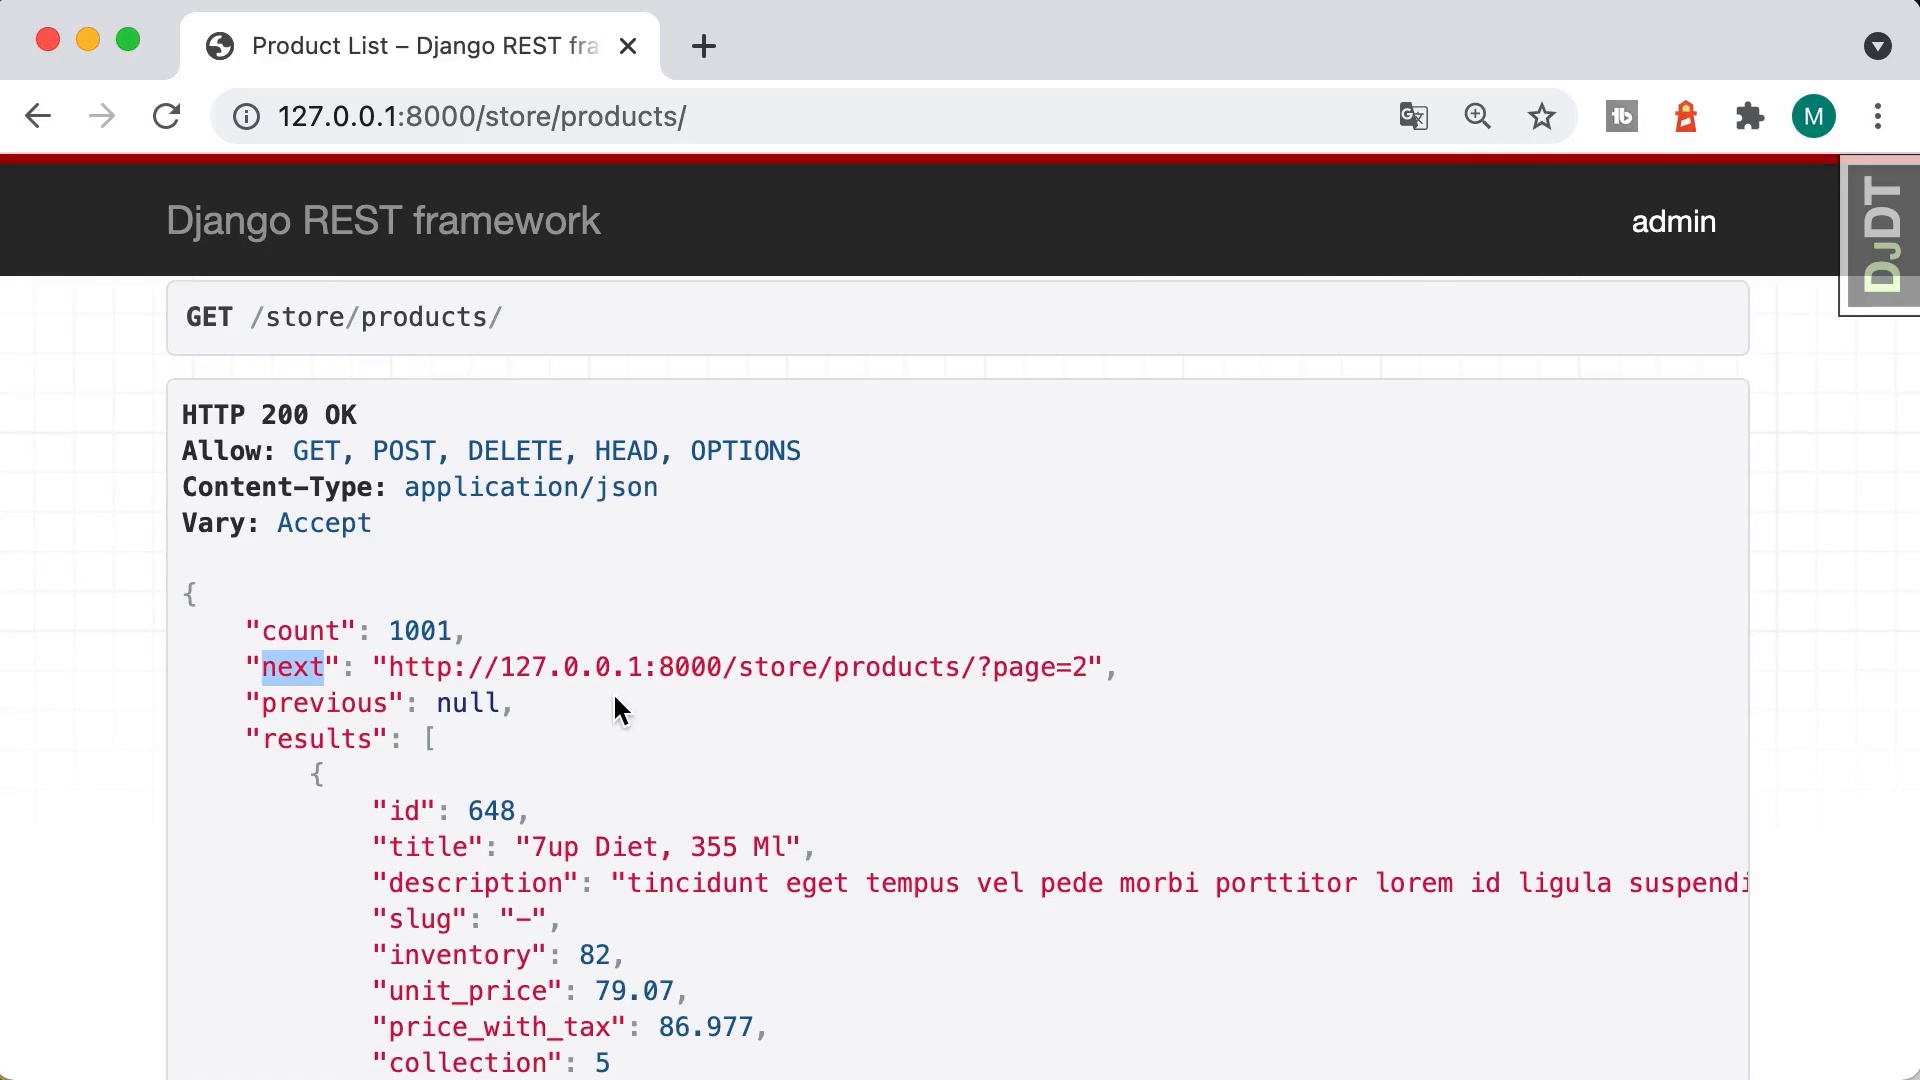 Product List – Django REST fra
127.0.0.1:8000/store/products/
M
Django REST framework
admin
DJDT
GET /store/products/
HTTP 200 OK
Allow: GET, POST, DELETE, HEAD, OPTIONS
Content-Type: application/json
Vary: Accept
{
"count": 1001,
"next": "http://127.0.0.1:8000/store/products/?page=2",
"previous": null,
"results": [
{
"id": 648,
"title": "7up Diet, 355 Ml",
"description": "tincidunt eget tempus vel pede morbi porttitor lorem id ligula suspendi
"slug": "-",
"inventory": 82,
"unit_price": 79.07,
"price_with_tax": 86.977,
"collection": 5